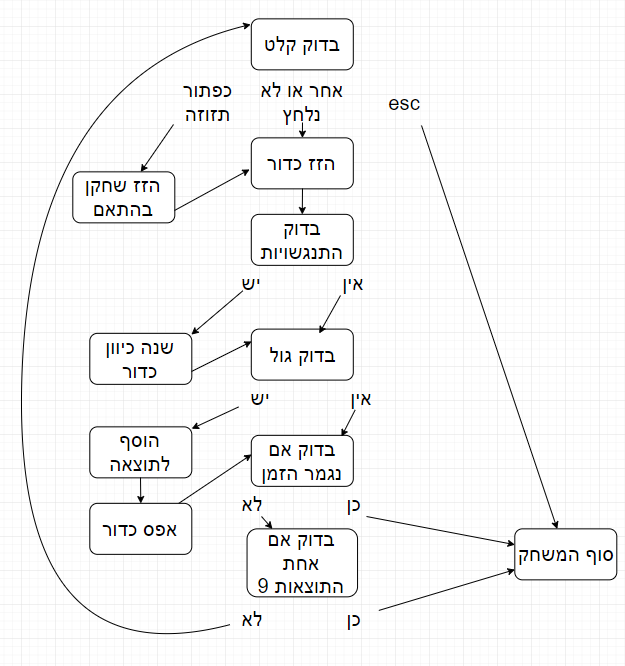 בדוק קלט
כפתור
תזוזה
אחר או לא
נלחץ
esc
הזז כדור
הזז שחקן
בהתאם
בדוק
התנגשויות
יש
אין
שנה כיוון
כדור
בדוק גול
יש
אין
הוסף
לתוצאה
בדוק אם
נגמר הזמן
אפס כדור
לא
כן
בדוק אם
אחת
התוצאות 9
סוף המשחק
לא
כן